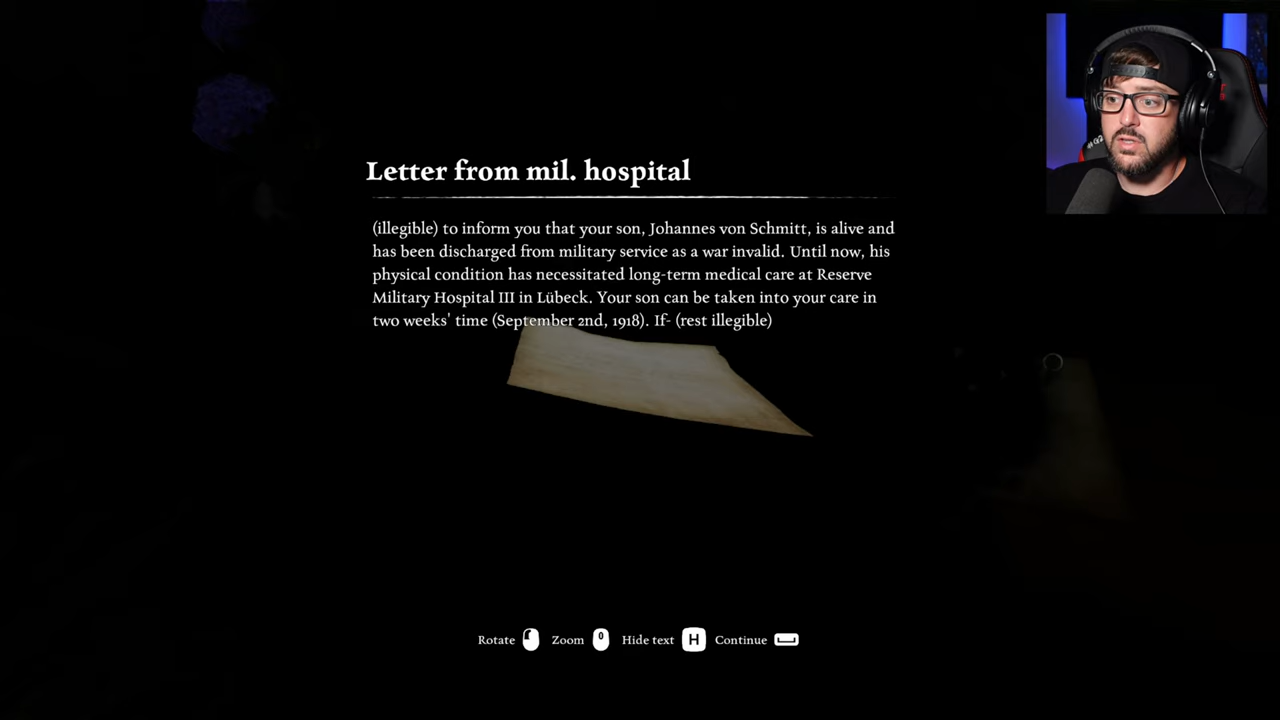 Letter from mil. hospital
(illegible) to inform you that your son, Johannes von Schmitt, is alive and
has been discharged from military service as a war invalid. Until now, his
physical condition has necessitated long-term medical care at Reserve
Military Hospital III in Lübeck. Your son can be taken into your care in
two weeks' time (September 2nd, 1918). If- (rest illegible)
Rotate Zoom 0 Hide text H Continue